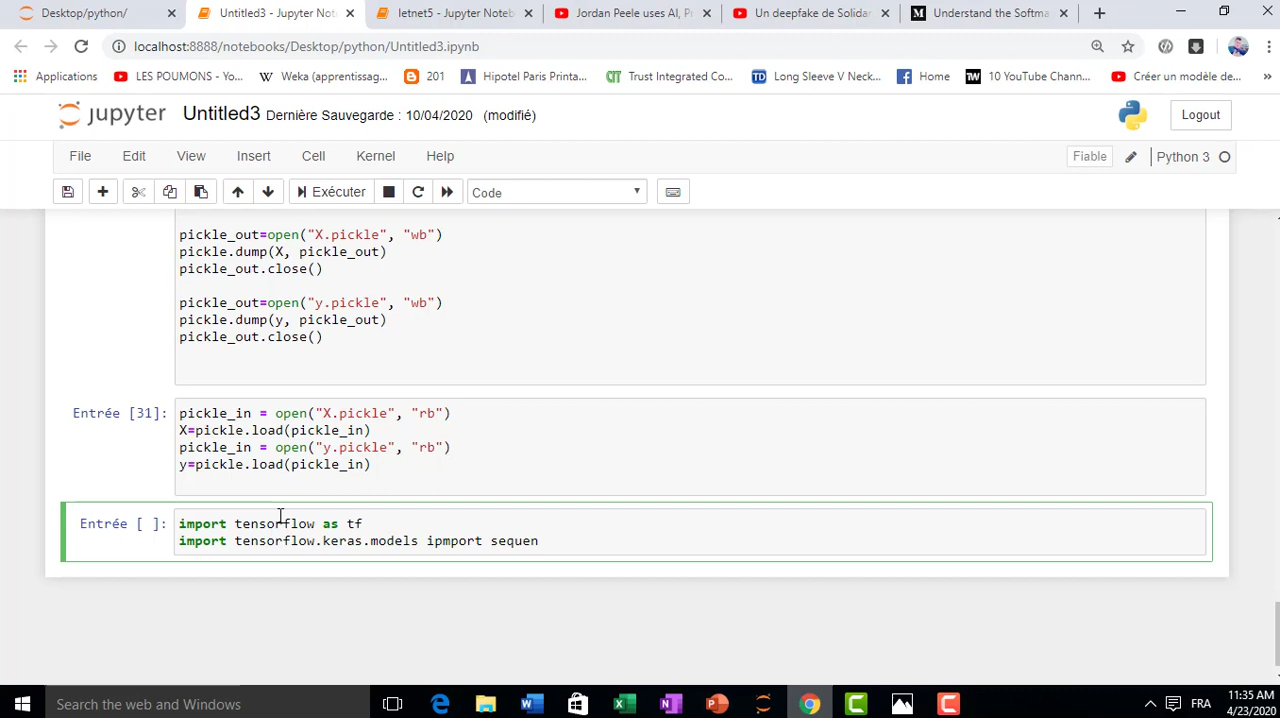 Desktop/python/
Untitled3 - Jupyter Not
letnet5 - Jupyter Noteb
Jordan Peele uses AI, Pr
Un deepfake de Solidar
Understand the Softma
localhost:8888/notebooks/Desktop/python/Untitled3.ipynb
Applications
LES POUMONS - Yo...
Weka (apprentissag...
201
Hipotel Paris Printa...
Trust Integrated Co...
Long Sleeve V Neck...
Home
10 YouTube Chann...
Créer un modèle de...
jupyter Untitled3 Dernière Sauvegarde : 10/04/2020 (modifié)
Logout
File Edit View Insert Cell Kernel Help
Fiable
Python 3
Exécuter
Code
pickle_out=open("X.pickle", "wb")
pickle.dump(X, pickle_out)
pickle_out.close()
pickle_out=open("y.pickle", "wb")
pickle.dump(y, pickle_out)
pickle_out.close()
Entrée [31]: pickle_in = open("X.pickle", "rb")
X=pickle.load(pickle_in)
pickle_in = open("y.pickle", "rb")
y=pickle.load(pickle_in)
Entrée [ ]: import tensorflow as tf
import tensorflow.keras.models ipmport sequen
Search the web and Windows
FRA
11:35 AM
4/23/2020